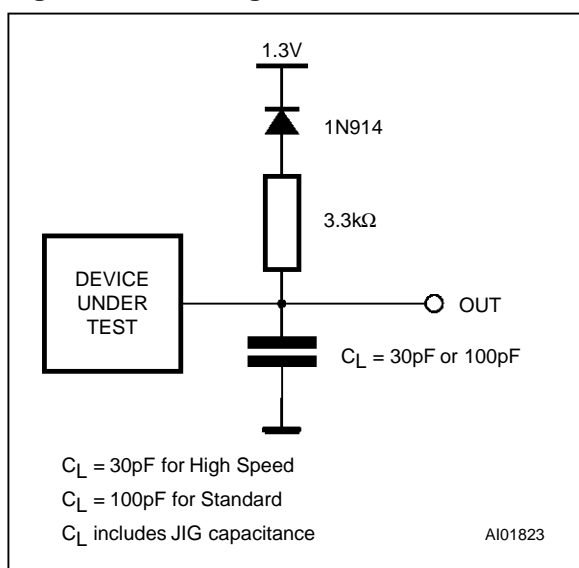 1.3V
1N914
3.3kΩ
DEVICE
UNDER
TEST
OUT
CL = 30pF or 100pF
CL = 30pF for High Speed
CL = 100pF for Standard
CL includes JIG capacitance
AI01823